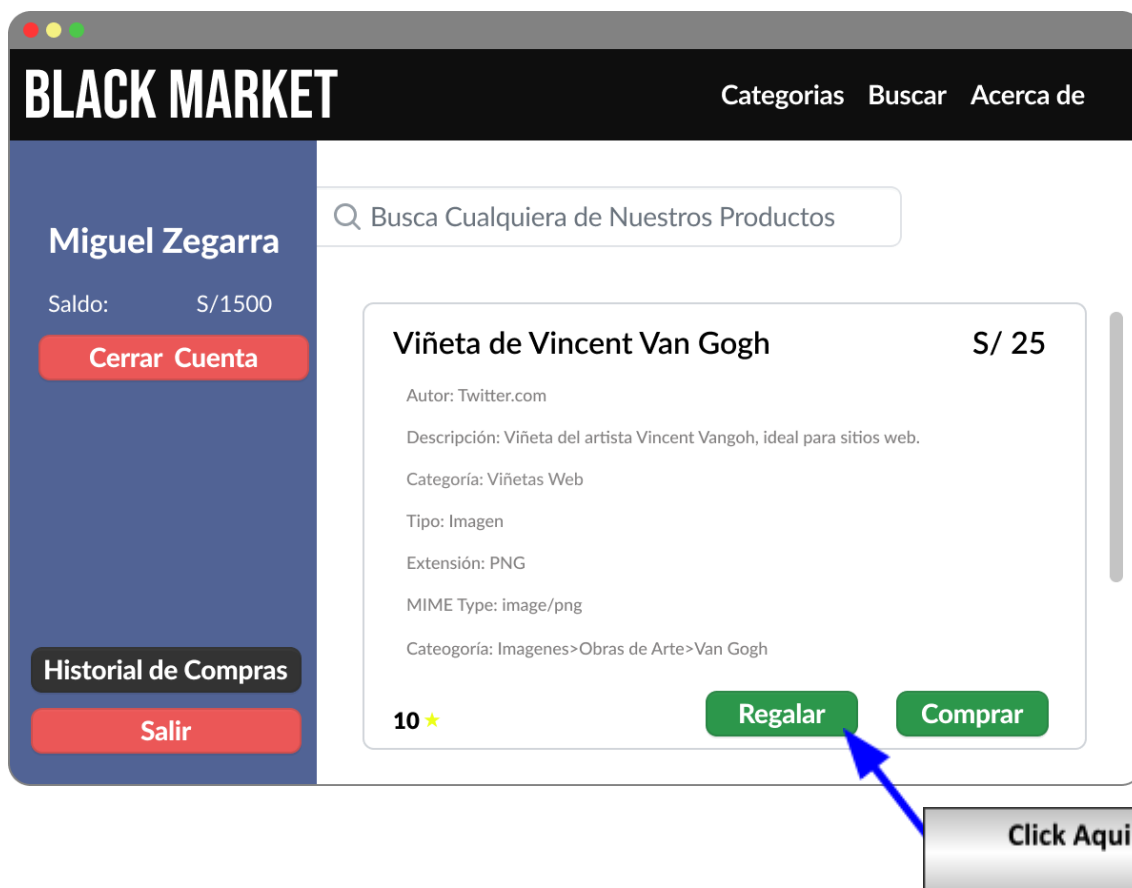 BLACK MARKET
Categorias Buscar Acerca de
Miguel Zegarra
Saldo: S/1500
Cerrar Cuenta
Historial de Compras
Salir
Busca Cualquiera de Nuestros Productos
Viñeta de Vincent Van Gogh S/ 25
Autor: Twitter.com
Descripción: Viñeta del artista Vincent Vangoh, ideal para sitios web.
Categoría: Viñetas Web
Tipo: Imagen
Extensión: PNG
MIME Type: image/png
Cateogoría: Imagenes>Obras de Arte>Van Gogh
10 Regalar Comprar
Click Aqui